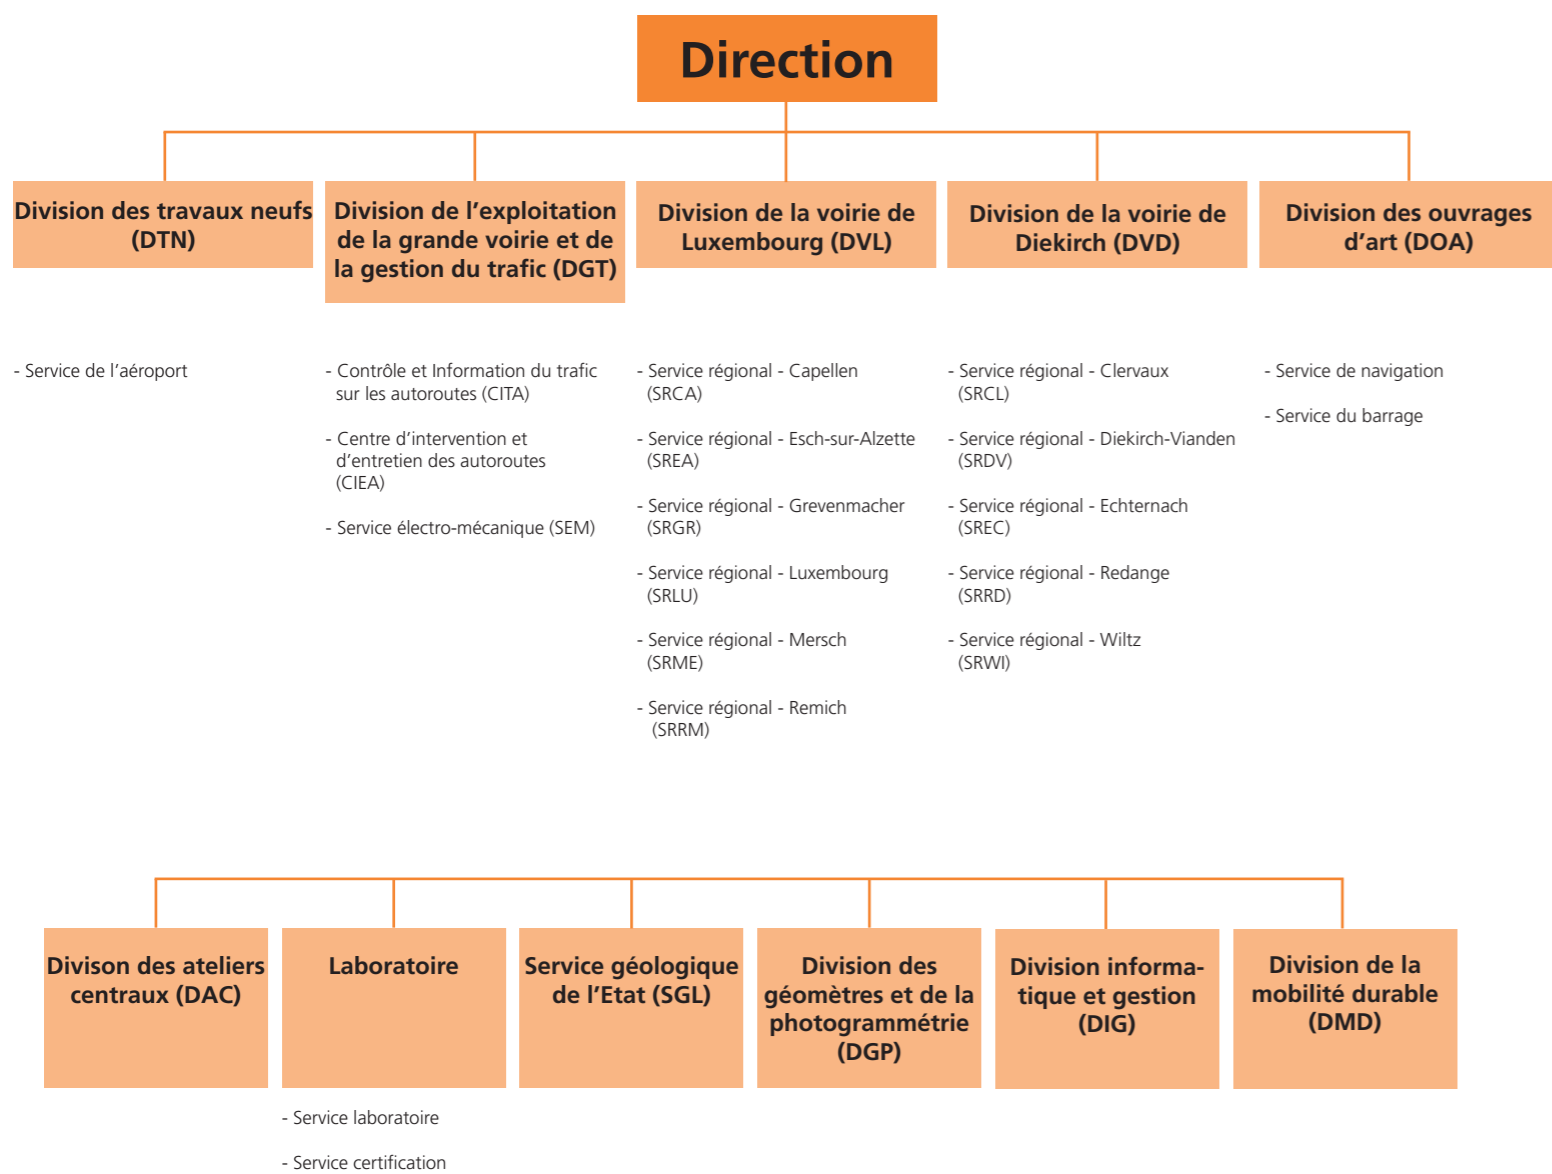 Direction
Division des travaux neufs
(DTN)
Division de l’exploitation
de la grande voirie et de
la gestion du trafic (DGT)
Division de la voirie de
Luxembourg (DVL)
Division de la voirie de
Diekirch (DVD)
Division des ouvrages
d’art (DOA)
- Service de l’aéroport
- Contrôle et Information du trafic
sur les autoroutes (CITA)
- Centre d’intervention et
d’entretien des autoroutes
(CIEA)
- Service électro-mécanique (SEM)
- Service régional - Capellen
(SRCA)
- Service régional - Esch-sur-Alzette
(SREA)
- Service régional - Grevenmacher
(SRGR)
- Service régional - Luxembourg
(SRLU)
- Service régional - Mersch
(SRME)
- Service régional - Remich
(SRRM)
- Service régional - Clervaux
(SRCL)
- Service régional - Diekirch-Vianden
(SRDV)
- Service régional - Echternach
(SREC)
- Service régional - Redange
(SRRD)
- Service régional - Wiltz
(SRWI)
- Service de navigation
- Service du barrage
Divison des ateliers
centraux (DAC)
Laboratoire
Service géologique
de l’Etat (SGL)
Division des
géomètres et de la
photogrammétrie
(DGP)
Division informa-
tique et gestion
(DIG)
Division de la
mobilité durable
(DMD)
- Service laboratoire
- Service certification